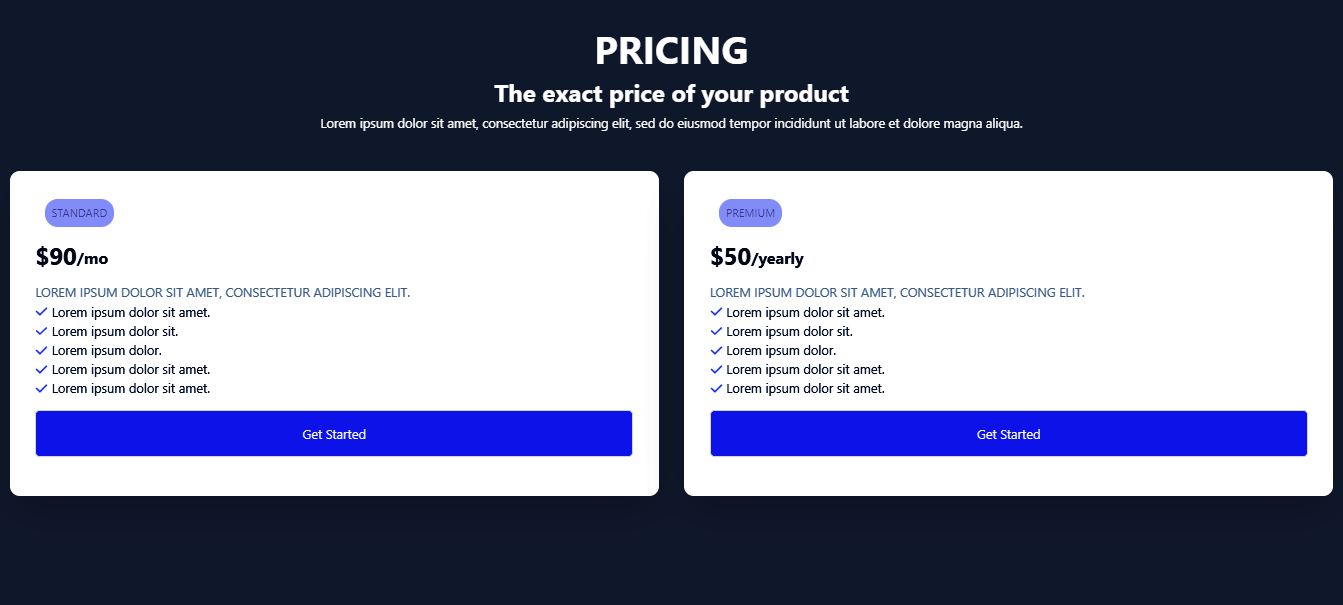 PRICING
The exact price of your product
Lorem ipsum dolor sit amet, consectetur adipiscing elit, sed do eiusmod tempor incididunt ut labore et dolore magna aliqua.
STANDARD
$90/mo
LOREM IPSUM DOLOR SIT AMET, CONSECTETUR ADIPISCING ELIT.
Lorem ipsum dolor sit amet.
Lorem ipsum dolor sit.
Lorem ipsum dolor.
Lorem ipsum dolor sit amet.
Lorem ipsum dolor sit amet.
Get Started
PREMIUM
$50/yearly
LOREM IPSUM DOLOR SIT AMET, CONSECTETUR ADIPISCING ELIT.
Lorem ipsum dolor sit amet.
Lorem ipsum dolor sit.
Lorem ipsum dolor.
Lorem ipsum dolor sit amet.
Lorem ipsum dolor sit amet.
Get Started